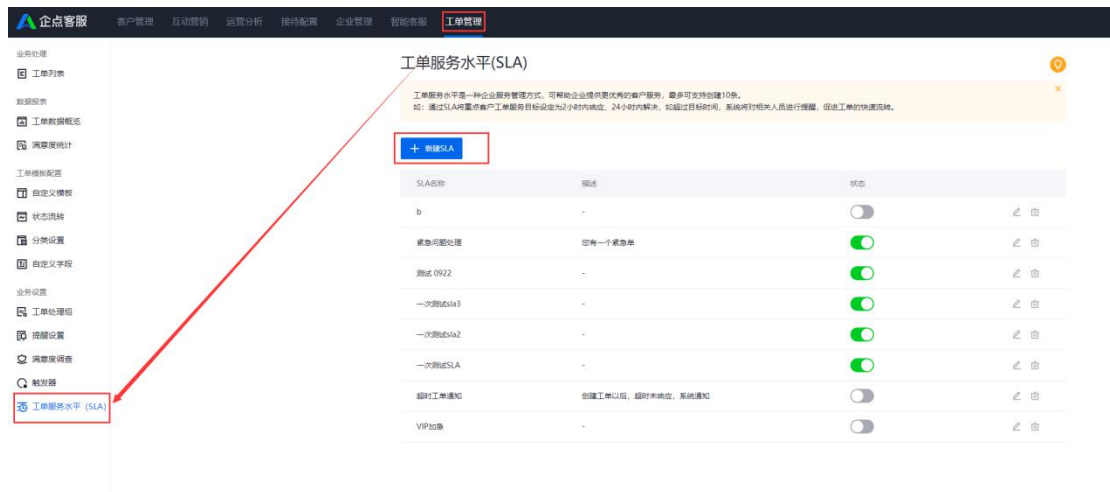 企点客服 客户管理 互动营销 运营分析 接待配置 企业管理 智能客服 工单管理
业务处理
工单列表
数据报表
工单数据概览
满意度统计
工单模板配置
自定义模板
状态流转
分类设置
自定义字段
业务设置
工单处理组
提醒设置
满意度调查
触发器
工单服务水平 (SLA)
工单服务水平(SLA)
工单服务水平是一种企业服务管理方式，可帮助企业提供更优秀的客户服务，最多可支持创建10条。
如：通过SLA将重点客户工单服务目标设定为2小时内响应、24小时内解决，如超过目标时间，系统将对相关人员进行提醒，促进工单的快速流转。
新建SLA
SLA名称 描述 状态
b -
紧急问题处理 您有一个紧急单
测试 0922 -
一次测试sla3 -
一次测试sla2 -
一次测试SLA -
超时工单通知 创建工单以后，超时未响应，系统通知
VIP加急 -